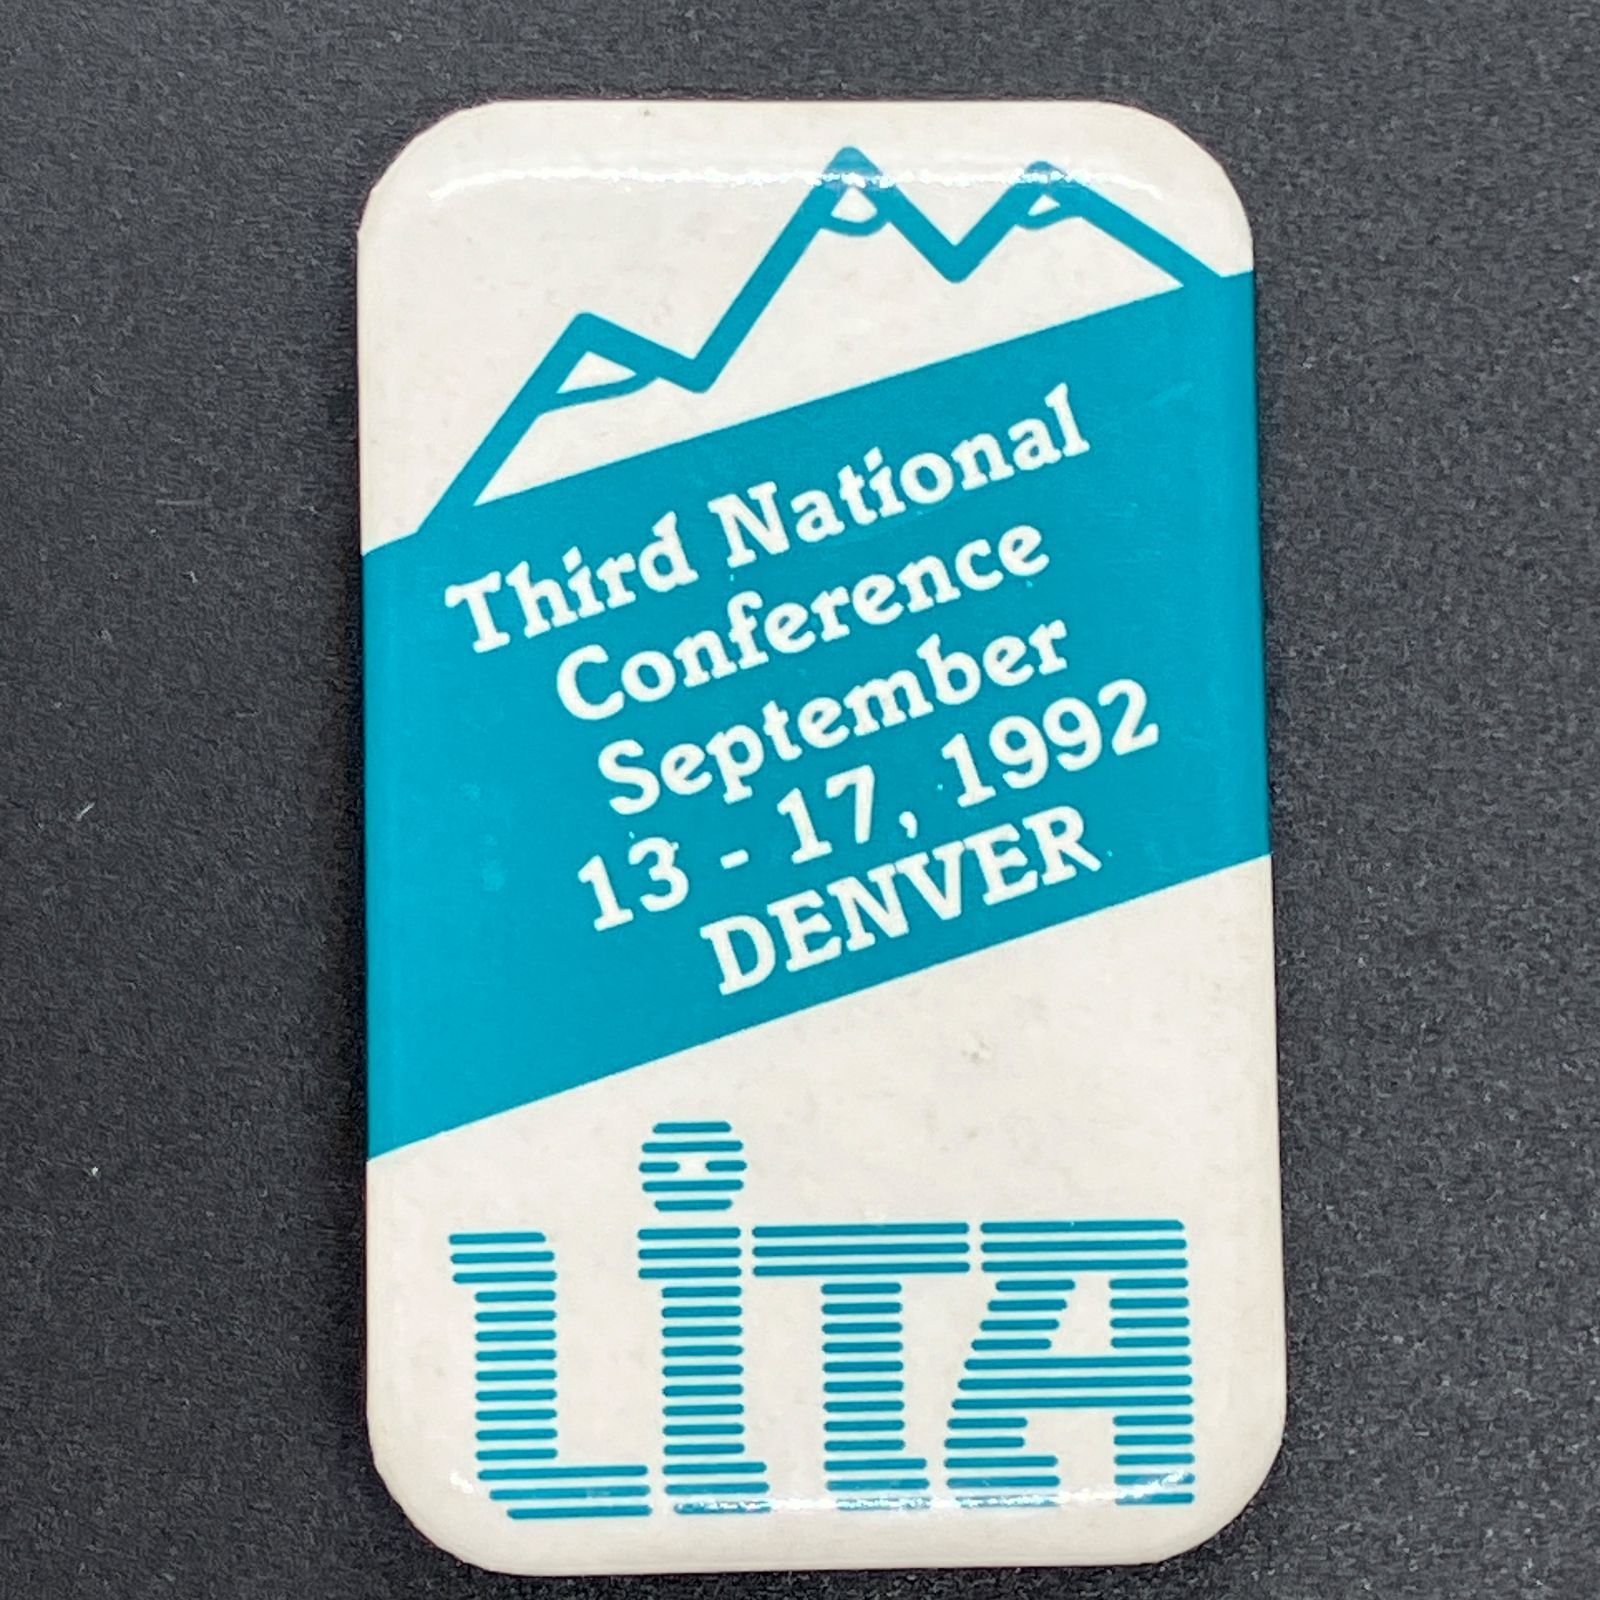 Third National
Conference
September
13 - 17, 1992
DENVER
LiTA